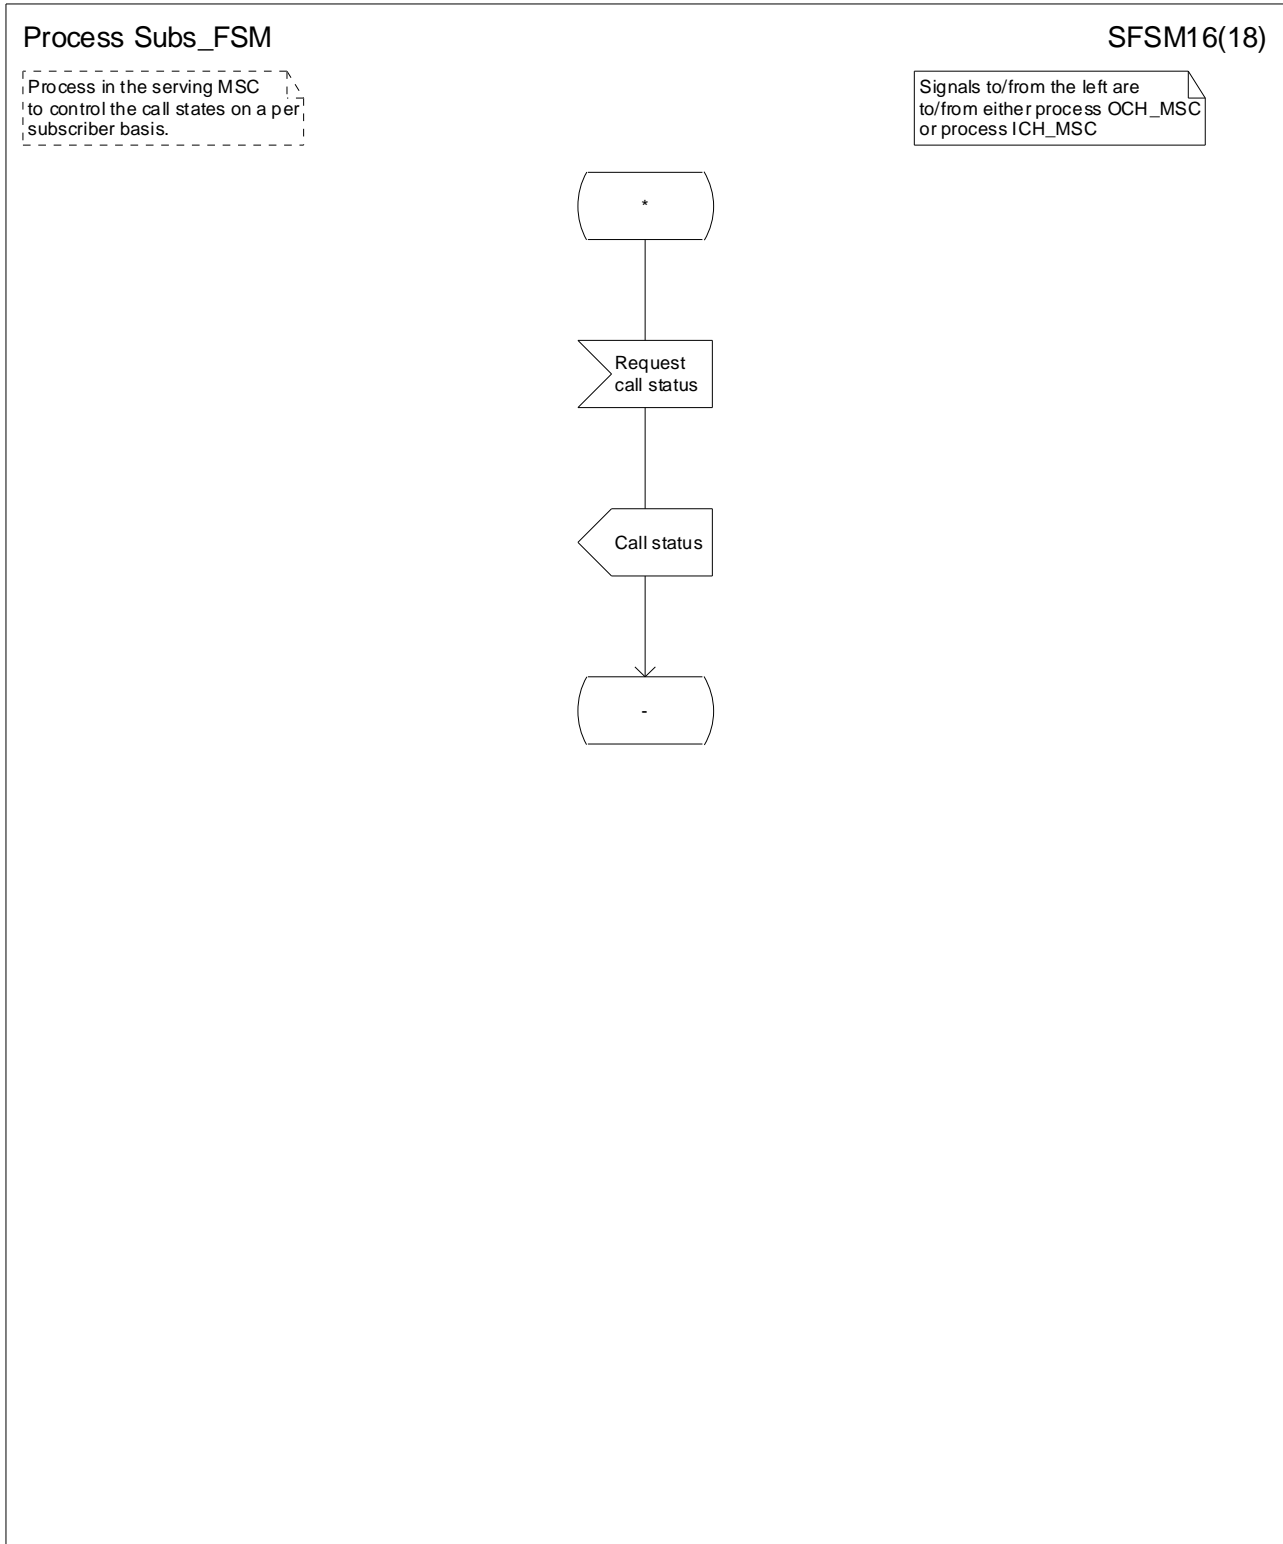 Process Subs_FSM
SFSM16(18)
Process in the serving MSC
to control the call states on a per
subscriber basis.
Signals to/from the left are
to/from either process OCH_MSC
or process ICH_MSC
*
Request
call status
Call status
-